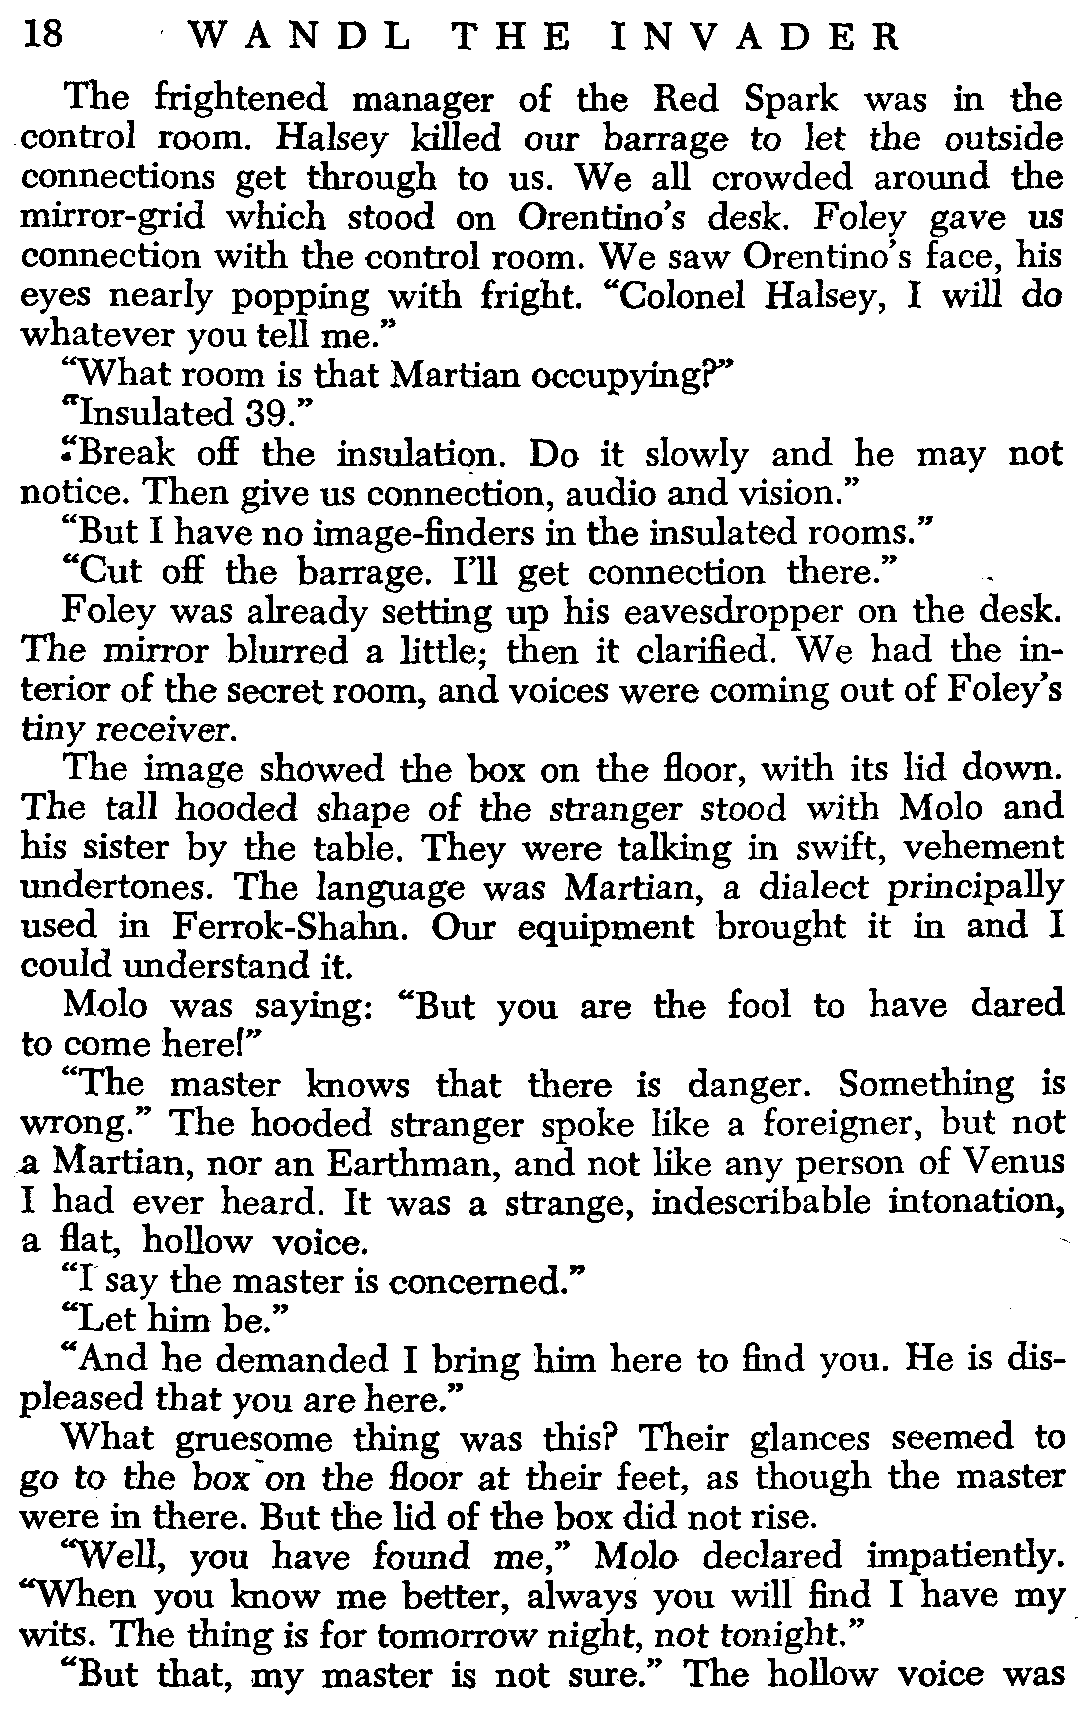 18 WANDL THE INVADER
The frightened manager of the Red Spark was in the
control room. Halsey killed our barrage to let the outside
connections get through to us. We all crowded around the
mirror-grid which stood on Orentino's desk. Foley gave us
connection with the control room. We saw Orentino's face, his
eyes nearly popping with fright. “Colonel Halsey, I will do
whatever you tell me.”
“What room is that Martian occupying?”
“Insulated 39.”
“Break off the insulation. Do it slowly and he may not
notice. Then give us connection, audio and vision.”
“But I have no image-finders in the insulated rooms.”
“Cut off the barrage. I'll get connection there.”
Foley was already setting up his eavesdropper on the desk.
The mirror blurred a little; then it clarified. We had the in-
terior of the secret room, and voices were coming out of Foley's
tiny receiver.
The image showed the box on the floor, with its lid down.
The tall hooded shape of the stranger stood with Molo and
his sister by the table. They were talking in swift, vehement
undertones. The language was Martian, a dialect principally
used in Ferrok-Shahn. Our equipment brought it in and I
could understand it.
Molo was saying: “But you are the fool to have dared
to come here!”
“The master knows that there is danger. Something is
wrong.” The hooded stranger spoke like a foreigner, but not
a Martian, nor an Earthman, and not like any person of Venus
I had ever heard. It was a strange, indescribable intonation,
a flat, hollow voice.
“I say the master is concerned.”
“Let him be.”
“And he demanded I bring him here to find you. He is dis-
pleased that you are here.”
What gruesome thing was this? Their glances seemed to
go to the box on the floor at their feet, as though the master
were in there. But the lid of the box did not rise.
“Well, you have found me,” Molo declared impatiently.
“When you know me better, always you will find I have my
wits. The thing is for tomorrow night, not tonight.”
“But that, my master is not sure.” The hollow voice was